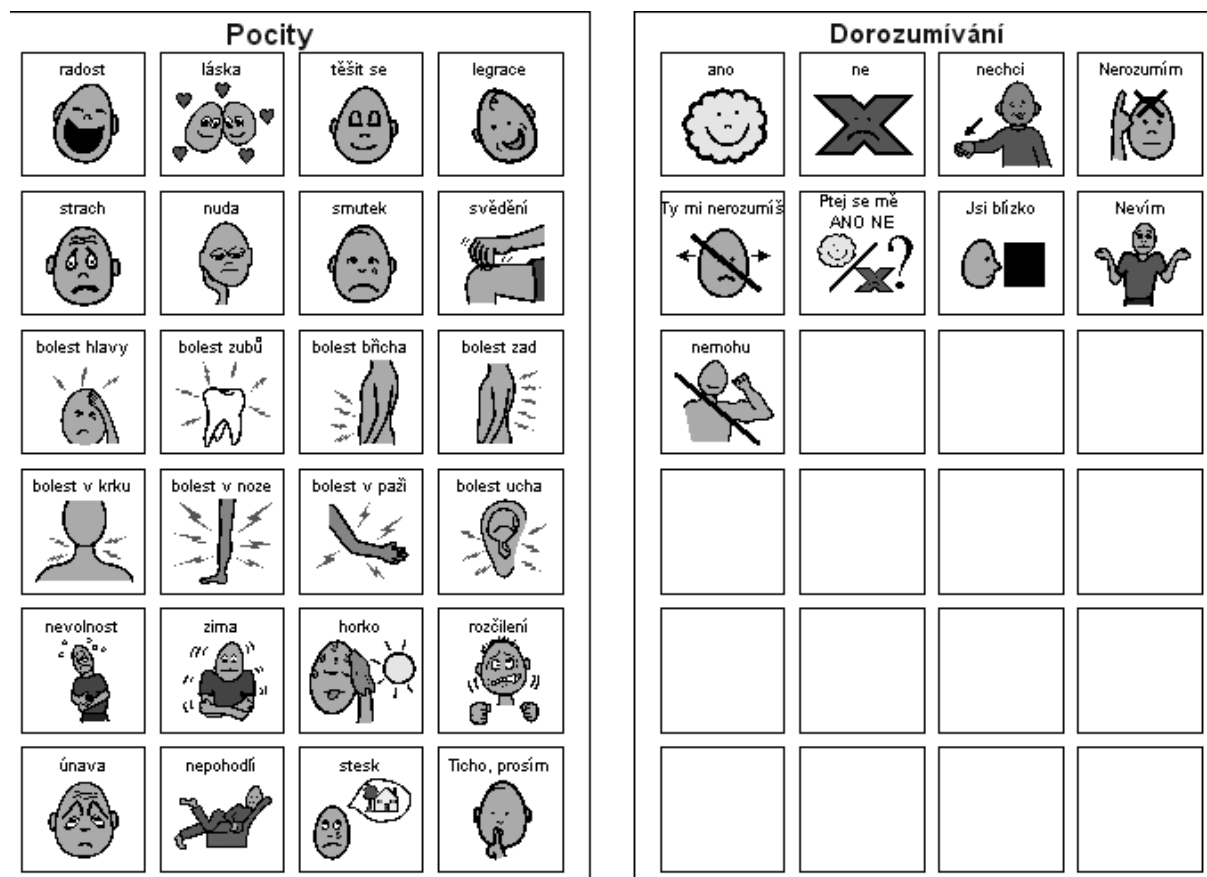 Pocity
radost
láska
těšit se
legrace
strach
nuda
smutek
svědění
bolest hlavy
bolest zubů
bolest břicha
bolest zad
bolest v krku
bolest v noze
bolest v paži
bolest ucha
nevolnost
zima
horko
rozčilení
únava
nepohodlí
stesk
Ticho, prosím
Dorozumívání
ano
ne
nechci
Nerozumím
Ty mi nerozumíš
Ptej se mě
ANO NE
?
Jsi blízko
Nevím
nemohu